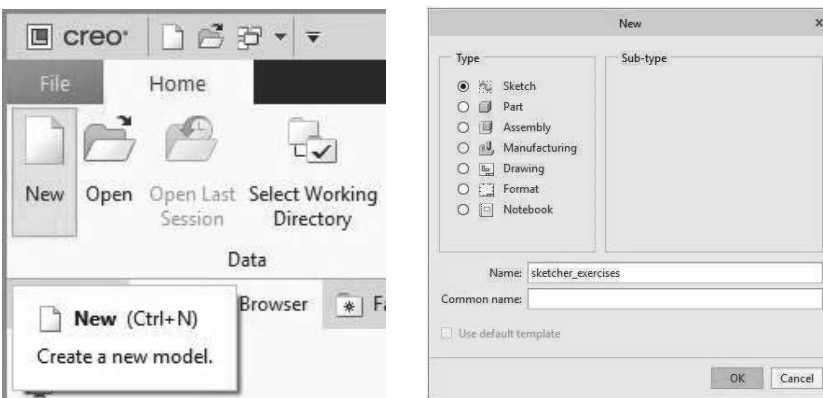 creo
File Home
New Open Open Last Session Select Working Directory
Data
Browser
New (Ctrl+N)
Create a new model.
New x
Type Sub-type
Sketch
Part
Assembly
Manufacturing
Drawing
Format
Notebook
Name: sketcher_exercises
Common name:
Use default template
OK Cancel